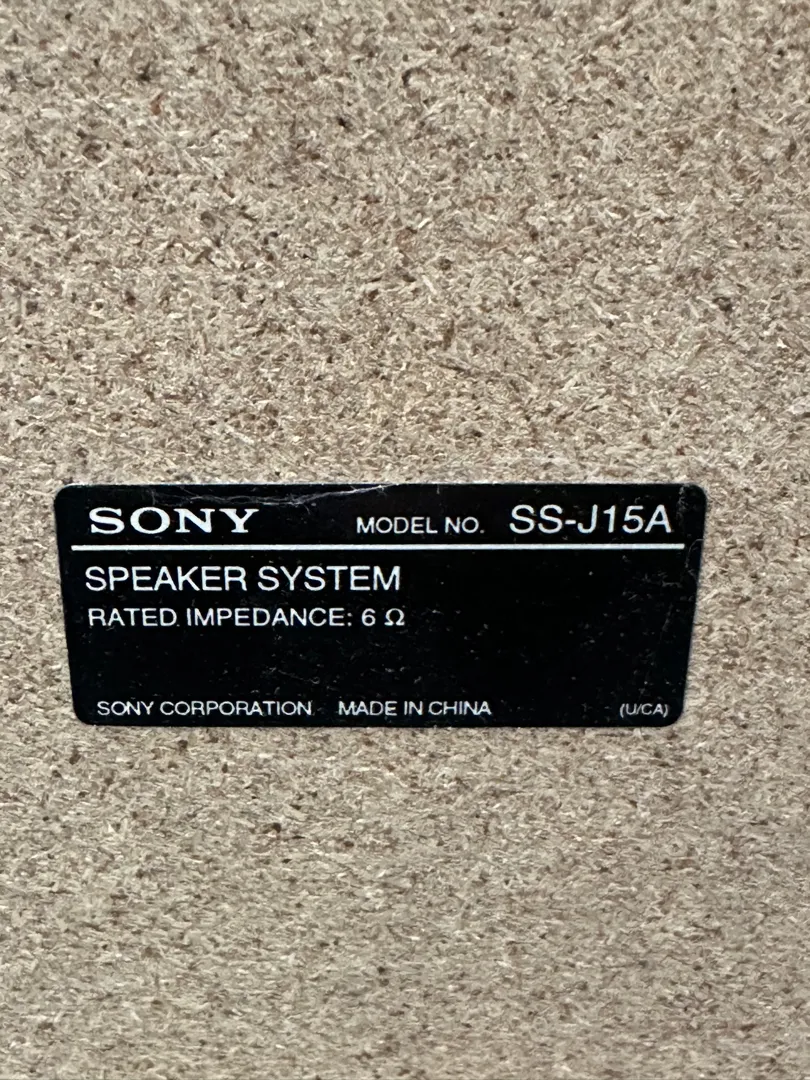 SONY MODEL NO. SS-J15A
SPEAKER SYSTEM
RATED IMPEDANCE: 6 Ω
SONY CORPORATION MADE IN CHINA (U/CA)